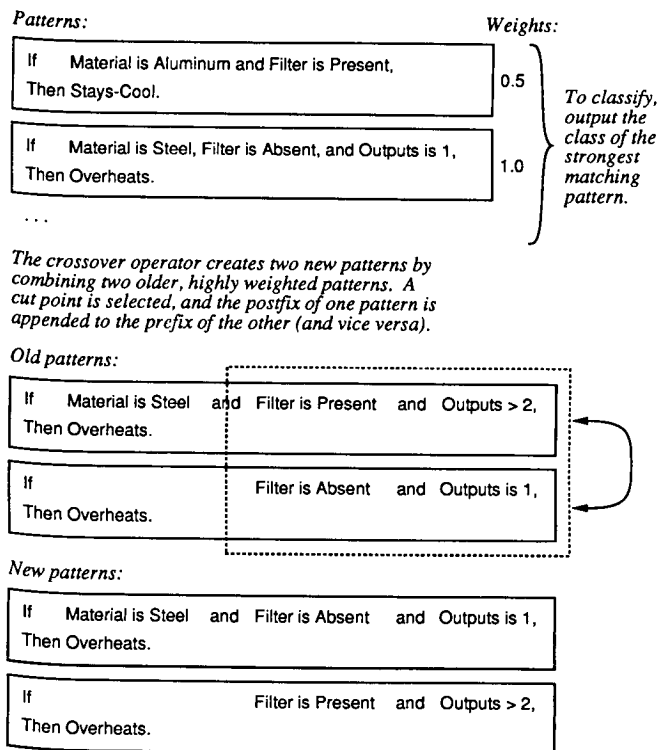 Patterns:
Weights:
If Material is Aluminum and Filter is Present,
Then Stays-Cool.
0.5
If Material is Steel, Filter is Absent, and Outputs is 1,
Then Overheats.
1.0
To classify,
output the
class of the
strongest
matching
pattern.
. . .
The crossover operator creates two new patterns by
combining two older, highly weighted patterns. A
cut point is selected, and the postfix of one pattern is
appended to the prefix of the other (and vice versa).
Old patterns:
If Material is Steel and Filter is Present and Outputs > 2,
Then Overheats.
If Filter is Absent and Outputs is 1,
Then Overheats.
New patterns:
If Material is Steel and Filter is Absent and Outputs is 1,
Then Overheats.
If Filter is Present and Outputs > 2,
Then Overheats.